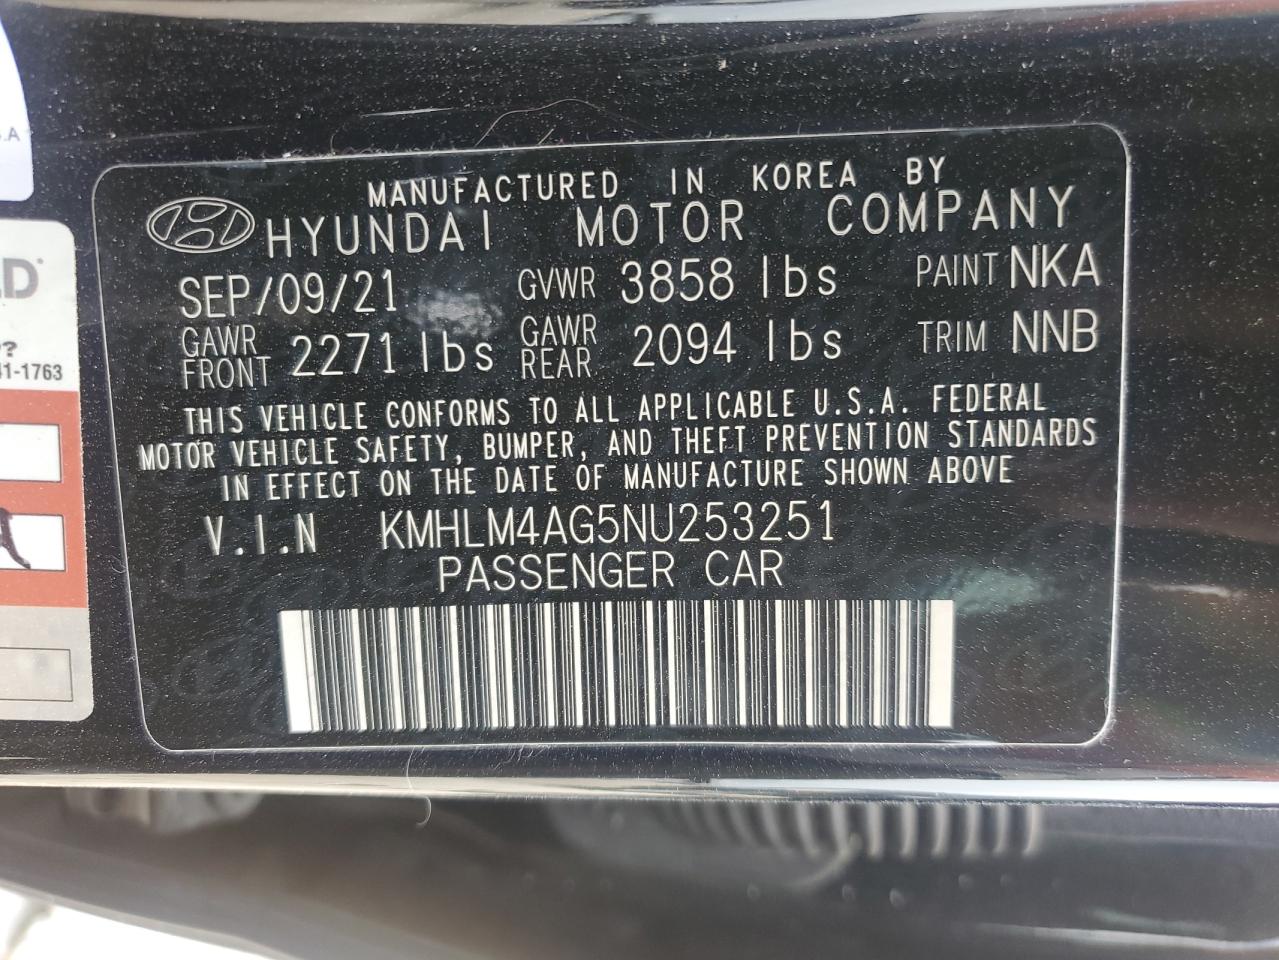 MANUFACTURED IN KOREA BY
HYUNDAI MOTOR COMPANY
SEP/09/21 GVWR 3858 lbs PAINT NKA
GAWR FRONT 2271 lbs GAWR REAR 2094 lbs TRIM NNB
THIS VEHICLE CONFORMS TO ALL APPLICABLE U.S.A. FEDERAL
MOTOR VEHICLE SAFETY, BUMPER, AND THEFT PREVENTION STANDARDS
IN EFFECT ON THE DATE OF MANUFACTURE SHOWN ABOVE
V.I.N KMHLM4AG5NU253251
PASSENGER CAR
41-1763